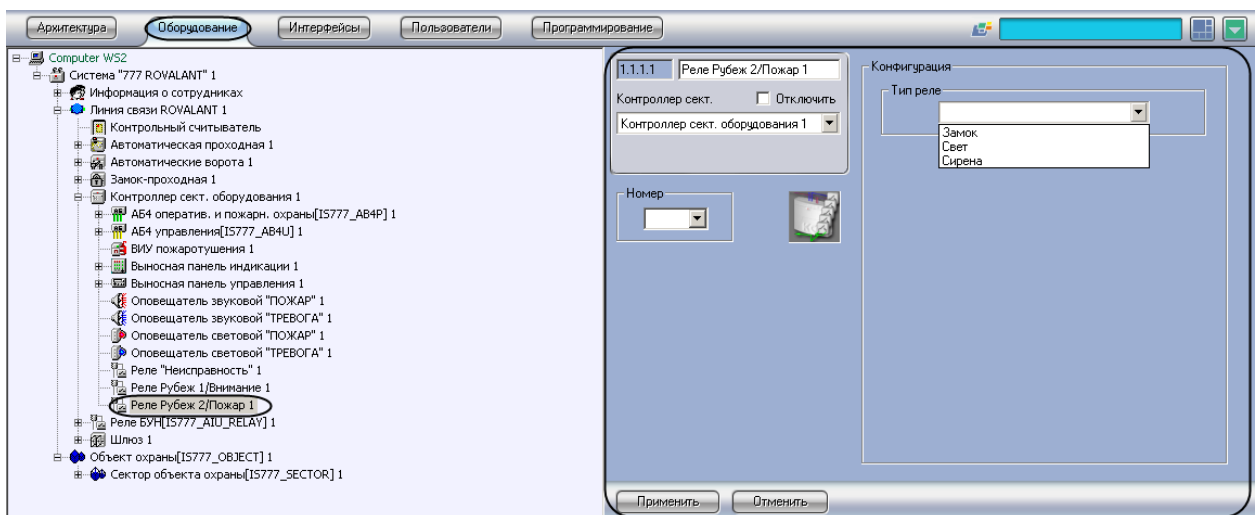 Архитектура Оборудование Интерфейсы Пользователи Программирование
Computer WS2
Система "777 ROVALANT" 1
Информация о сотрудниках
Линия связи ROVALANT 1
Контрольный считыватель
Автоматическая проходная 1
Автоматические ворота 1
Замок-проходная 1
Контроллер сект. оборудования 1
АБ4 оператив. и пожарн. охраны[IS777_AB4P] 1
АБ4 управления[IS777_AB4U] 1
ВИУ пожаротушения 1
Выносная панель индикации 1
Выносная панель управления 1
Оповещатель звуковой "ПОЖАР" 1
Оповещатель звуковой "ТРЕВОГА" 1
Оповещатель световой "ПОЖАР" 1
Оповещатель световой "ТРЕВОГА" 1
Реле "Неисправность" 1
Реле Рубеж 1/Внимание 1
Реле Рубеж 2/Пожар 1
Реле БУН[IS777_AIU_RELAY] 1
Шлюз 1
Объект охраны[IS777_OBJECT] 1
Сектор объекта охраны[IS777_SECTOR] 1
1.1.1.1 Реле Рубеж 2/Пожар 1
Контроллер сект. Отключить
Контроллер сект. оборудования 1
Номер
Конфигурация
Тип реле
Замок
Свет
Сирена
Применить Отменить